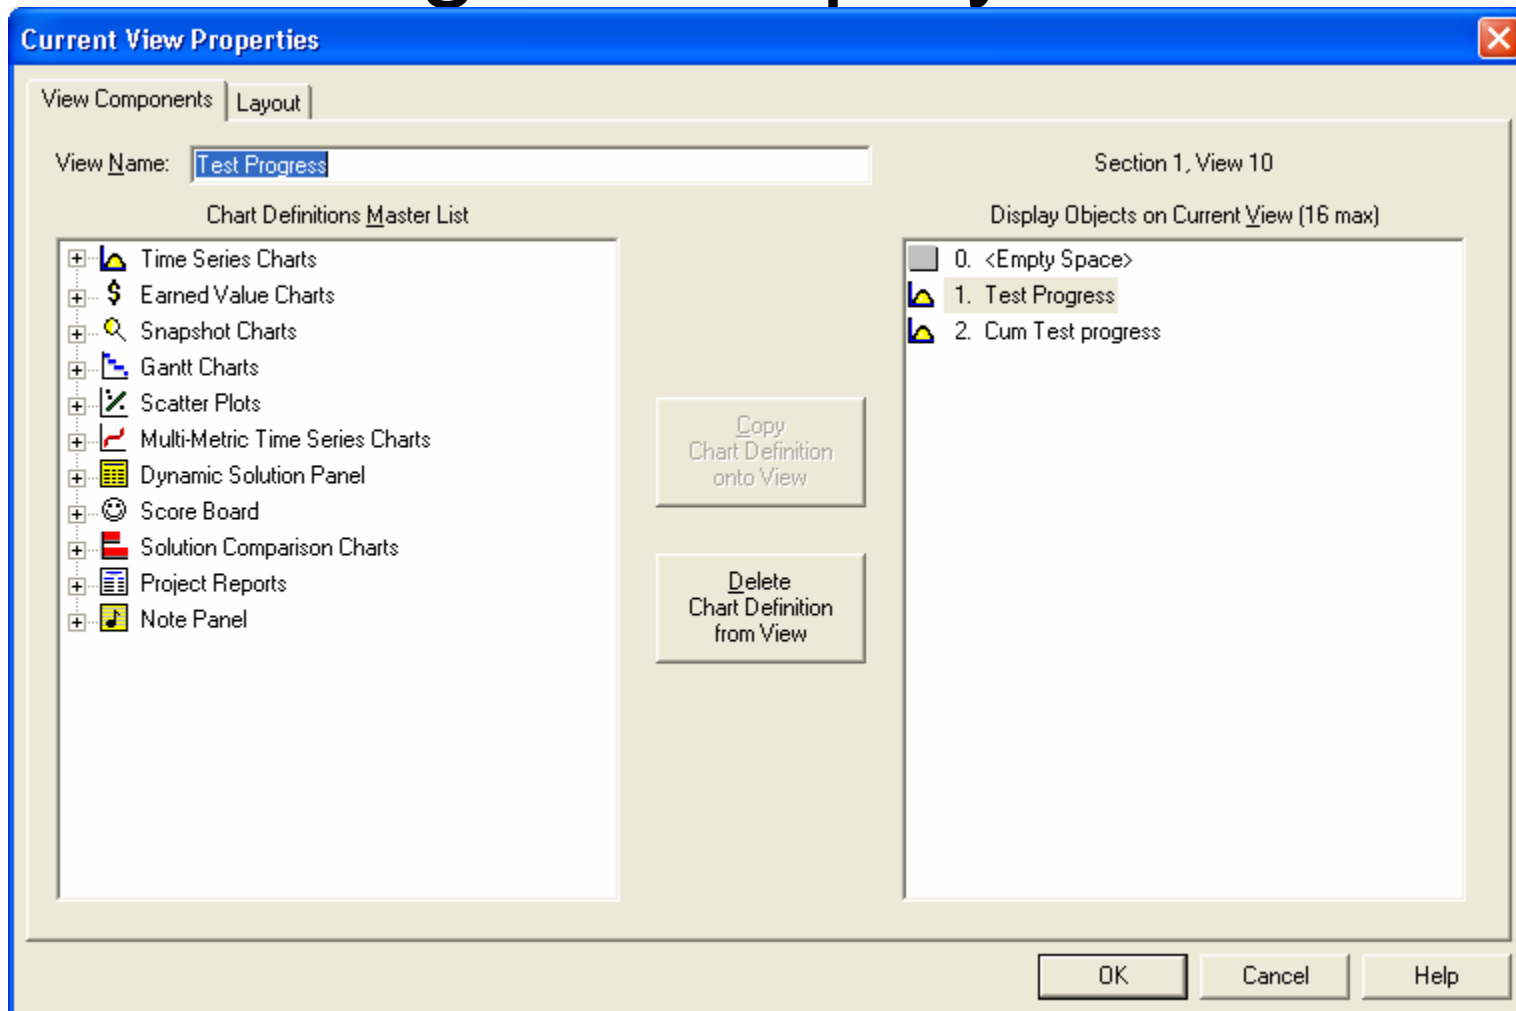 Current View Properties
View Components
Layout
View Name: Test Progress
Section 1, View 10
Chart Definitions Master List
Time Series Charts
Earned Value Charts
Snapshot Charts
Gantt Charts
Scatter Plots
Multi-Metric Time Series Charts
Dynamic Solution Panel
Score Board
Solution Comparison Charts
Project Reports
Note Panel
Copy
Chart Definition
onto View
Delete
Chart Definition
from View
Display Objects on Current View (16 max)
0. <Empty Space>
1. Test Progress
2. Cum Test progress
OK
Cancel
Help